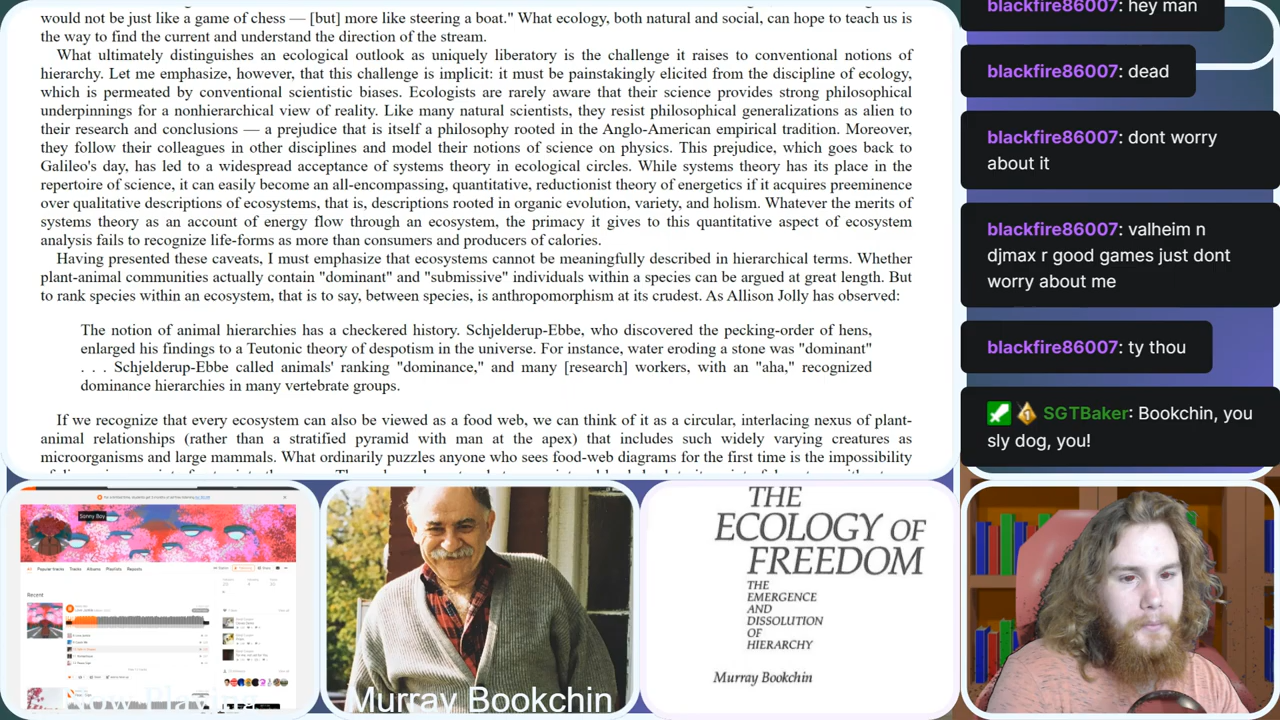 would not be just like a game of chess — [but] more like steering a boat." What ecology, both natural and social, can hope to teach us is
the way to find the current and understand the direction of the stream.
What ultimately distinguishes an ecological outlook as uniquely liberatory is the challenge it raises to conventional notions of
hierarchy. Let me emphasize, however, that this challenge is implicit: it must be painstakingly elicited from the discipline of ecology,
which is permeated by conventional scientistic biases. Ecologists are rarely aware that their science provides strong philosophical
underpinnings for a nonhierarchical view of reality. Like many natural scientists, they resist philosophical generalizations as alien to
their research and conclusions — a prejudice that is itself a philosophy rooted in the Anglo-American empirical tradition. Moreover,
they follow their colleagues in other disciplines and model their notions of science on physics. This prejudice, which goes back to
Galileo's day, has led to a widespread acceptance of systems theory in ecological circles. While systems theory has its place in the
repertoire of science, it can easily become an all-encompassing, quantitative, reductionist theory of energetics if it acquires preeminence
over qualitative descriptions of ecosystems, that is, descriptions rooted in organic evolution, variety, and holism. Whatever the merits of
systems theory as an account of energy flow through an ecosystem, the primacy it gives to this quantitative aspect of ecosystem
analysis fails to recognize life-forms as more than consumers and producers of calories.
Having presented these caveats, I must emphasize that ecosystems cannot be meaningfully described in hierarchical terms. Whether
plant-animal communities actually contain "dominant" and "submissive" individuals within a species can be argued at great length. But
to rank species within an ecosystem, that is to say, between species, is anthropomorphism at its crudest. As Allison Jolly has observed:
The notion of animal hierarchies has a checkered history. Schjelderup-Ebbe, who discovered the pecking-order of hens,
enlarged his findings to a Teutonic theory of despotism in the universe. For instance, water eroding a stone was "dominant"
. . . Schjelderup-Ebbe called animals' ranking "dominance," and many [research] workers, with an "aha," recognized
dominance hierarchies in many vertebrate groups.
If we recognize that every ecosystem can also be viewed as a food web, we can think of it as a circular, interlacing nexus of plant-
animal relationships (rather than a stratified pyramid with man at the apex) that includes such widely varying creatures as
microorganisms and large mammals. What ordinarily puzzles anyone who sees food-web diagrams for the first time is the impossibility
blackfire86007: hey man
blackfire86007: dead
blackfire86007: dont worry
about it
blackfire86007: valheim n
djmax r good games just dont
worry about me
blackfire86007: ty thou
SGTBaker: Bookchin, you
sly dog, you!
Sonny Boy
Popular tracks
Tracks
Albums
Playlists
Reposts
Recent
Now Playing
Murray Bookchin
THE
ECOLOGY OF
FREEDOM
THE
EMERGENCE
AND
DISSOLUTION
OF
HIERARCHY
Murray Bookchin